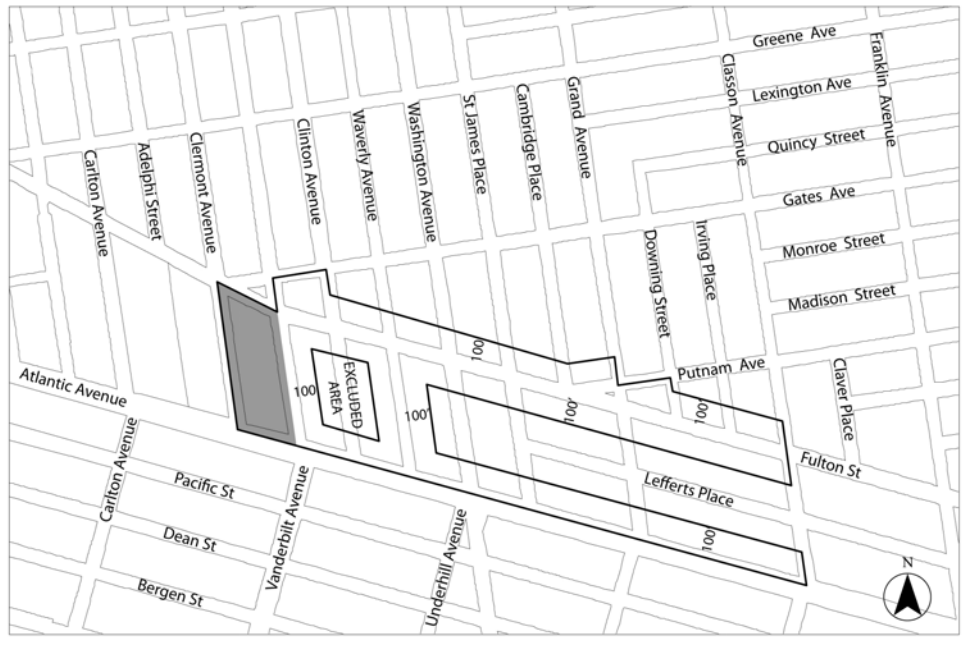 Greene Ave
Franklin Avenue
Classon Avenue
Lexington Ave
Grand Avenue
Cambridge Place
St James Place
Washington Avenue
Waverly Avenue
Clinton Avenue
Clermont Avenue
Adelphi Street
Carlton Avenue
Quincy Street
Gates Ave
Irving Place
Downing Street
Monroe Street
Madison Street
100'
Putnam Ave
Claver Place
Atlantic Avenue
100'
EXCLUDED
AREA
100'
100'
100'
Fulton St
Carlton Avenue
Pacific St
Vanderbilt Avenue
Lefferts Place
Underhill Avenue
Dean St
100'
N
Bergen St